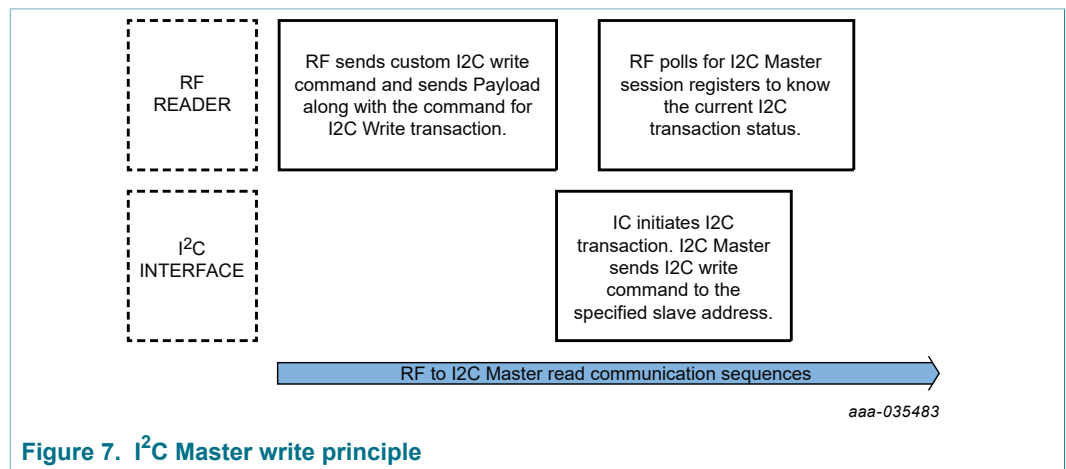 RF
READER
RF sends custom I2C write
command and sends Payload
along with the command for
I2C Write transaction.
RF polls for I2C Master
session registers to know
the current I2C
transaction status.
I²C
INTERFACE
IC initiates I2C
transaction. I2C Master
sends I2C write
command to the
specified slave address.
RF to I2C Master read communication sequences
aaa-035483
Figure 7. I²C Master write principle